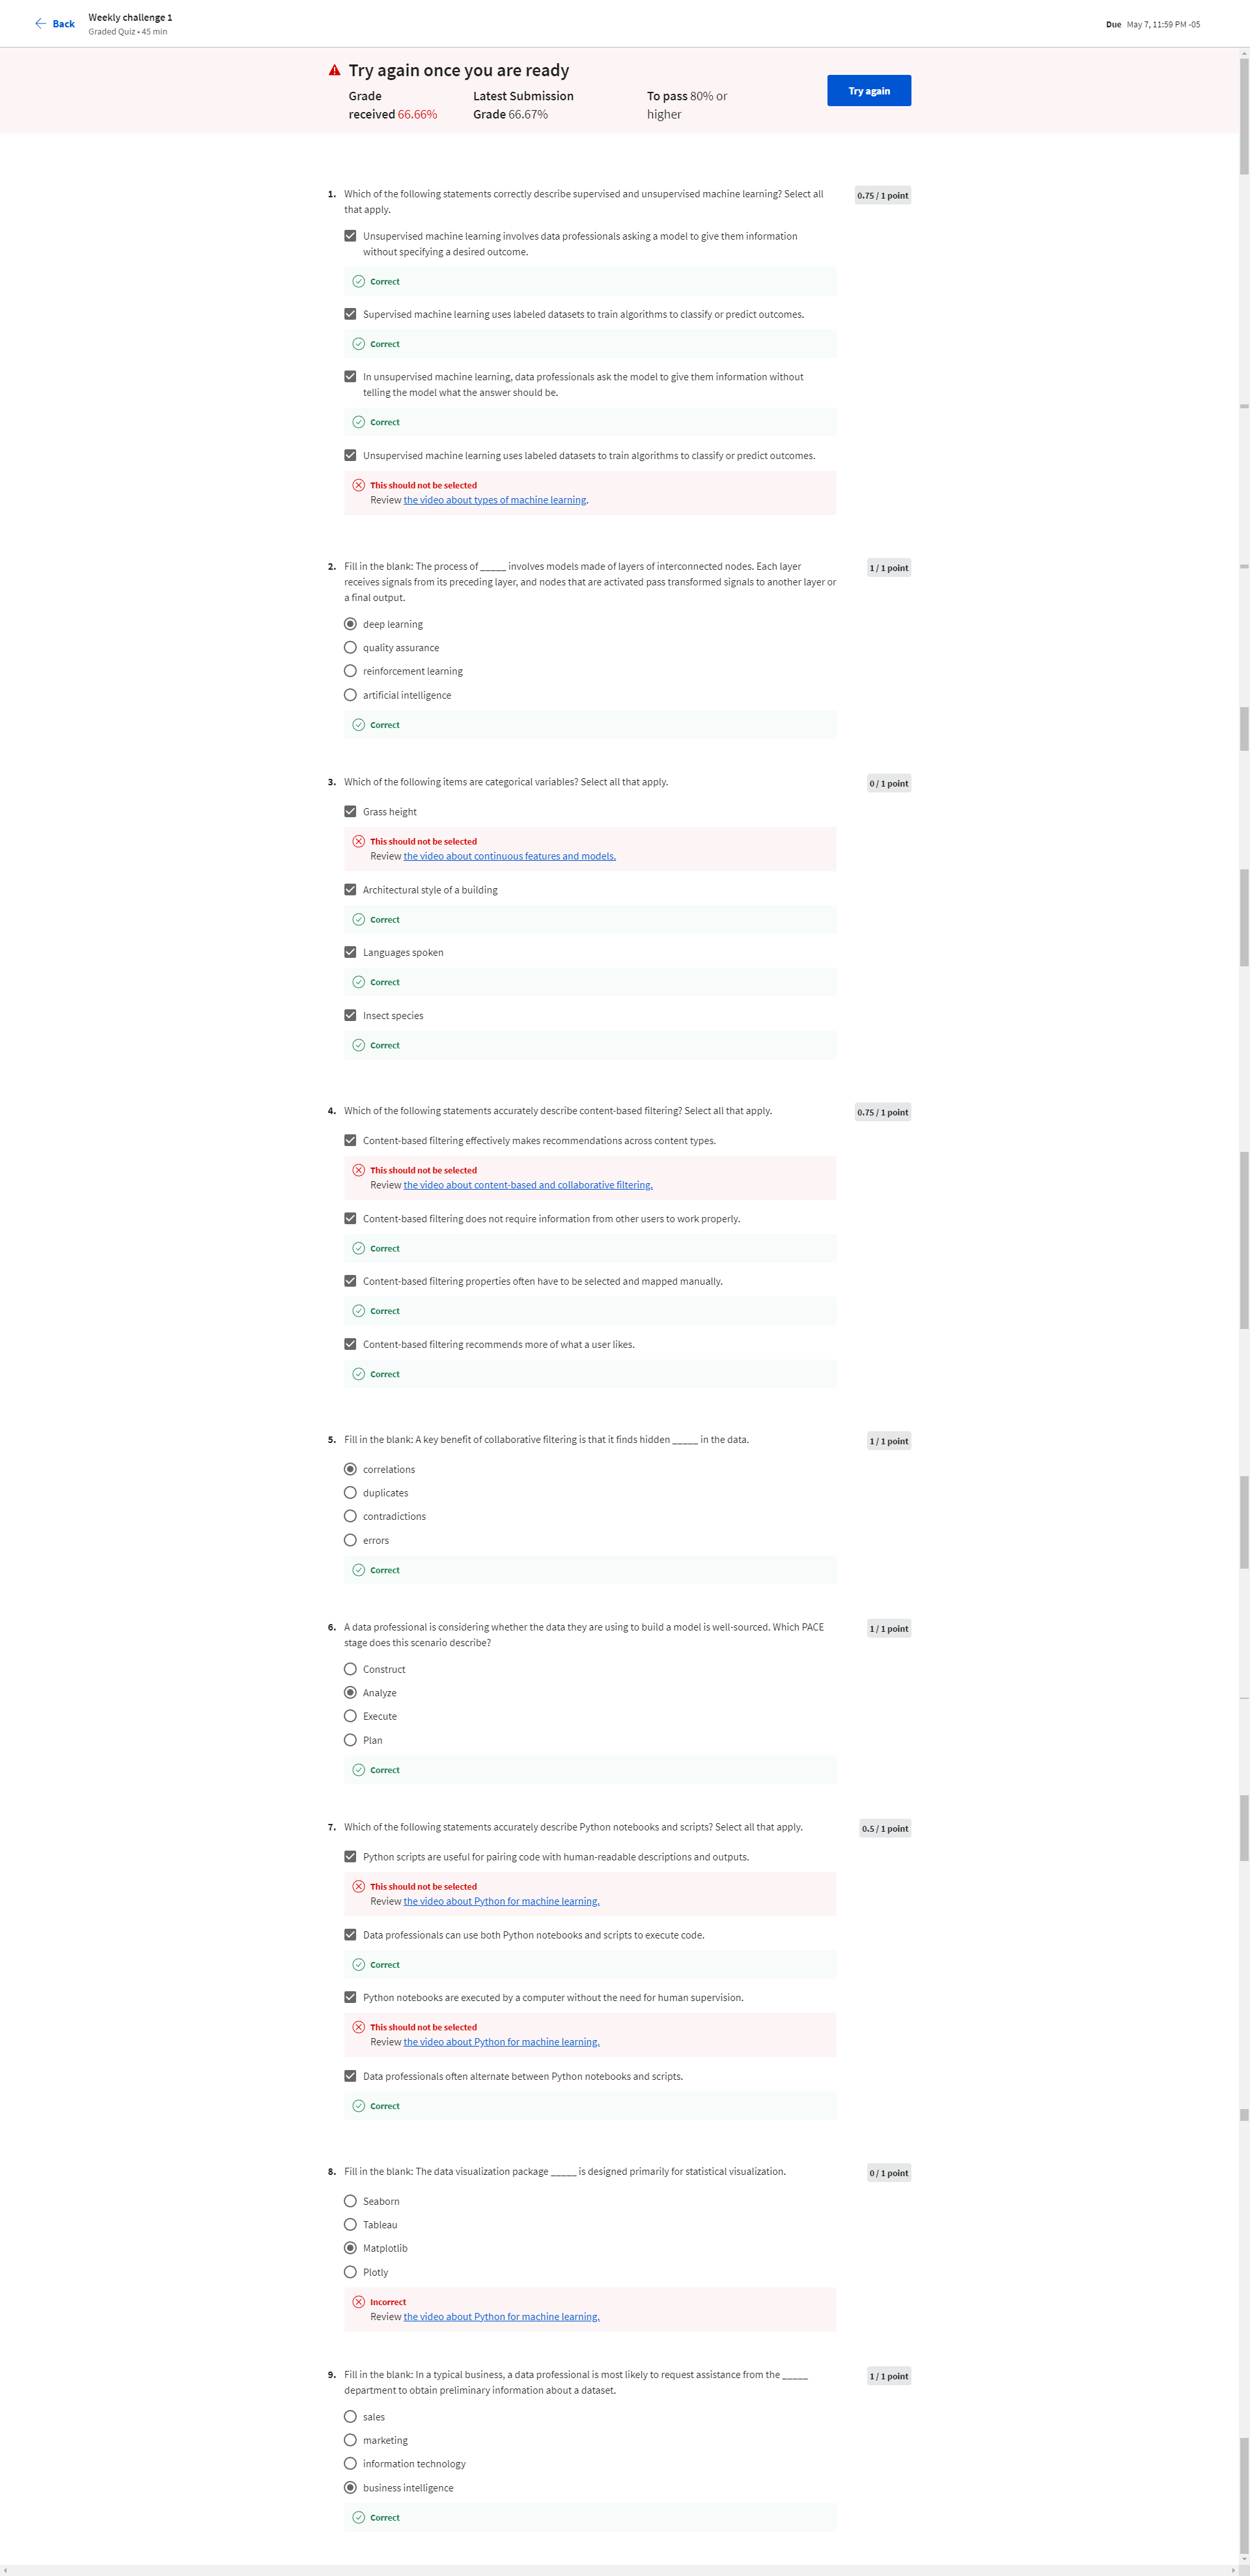 Back
Weekly challenge 1
Graded Quiz • 45 min
Due May 7, 11:59 PM -05
Try again once you are ready
Grade
received 66.66%
Latest Submission
Grade 66.67%
To pass 80% or
higher
Try again
1. Which of the following statements correctly describe supervised and unsupervised machine learning? Select all
that apply.
0.75 / 1 point
Unsupervised machine learning involves data professionals asking a model to give them information
without specifying a desired outcome.
Correct
Supervised machine learning uses labeled datasets to train algorithms to classify or predict outcomes.
Correct
In unsupervised machine learning, data professionals ask the model to give them information without
telling the model what the answer should be.
Correct
Unsupervised machine learning uses labeled datasets to train algorithms to classify or predict outcomes.
This should not be selected
Review the video about types of machine learning.
2. Fill in the blank: The process of _____ involves models made of layers of interconnected nodes. Each layer
receives signals from its preceding layer, and nodes that are activated pass transformed signals to another layer or
a final output.
1 / 1 point
deep learning
quality assurance
reinforcement learning
artificial intelligence
Correct
3. Which of the following items are categorical variables? Select all that apply.
0 / 1 point
Grass height
This should not be selected
Review the video about continuous features and models.
Architectural style of a building
Correct
Languages spoken
Correct
Insect species
Correct
4. Which of the following statements accurately describe content-based filtering? Select all that apply.
0.75 / 1 point
Content-based filtering effectively makes recommendations across content types.
This should not be selected
Review the video about content-based and collaborative filtering.
Content-based filtering does not require information from other users to work properly.
Correct
Content-based filtering properties often have to be selected and mapped manually.
Correct
Content-based filtering recommends more of what a user likes.
Correct
5. Fill in the blank: A key benefit of collaborative filtering is that it finds hidden _____ in the data.
1 / 1 point
correlations
duplicates
contradictions
errors
Correct
6. A data professional is considering whether the data they are using to build a model is well-sourced. Which PACE
stage does this scenario describe?
1 / 1 point
Construct
Analyze
Execute
Plan
Correct
7. Which of the following statements accurately describe Python notebooks and scripts? Select all that apply.
0.5 / 1 point
Python scripts are useful for pairing code with human-readable descriptions and outputs.
This should not be selected
Review the video about Python for machine learning.
Data professionals can use both Python notebooks and scripts to execute code.
Correct
Python notebooks are executed by a computer without the need for human supervision.
This should not be selected
Review the video about Python for machine learning.
Data professionals often alternate between Python notebooks and scripts.
Correct
8. Fill in the blank: The data visualization package _____ is designed primarily for statistical visualization.
0 / 1 point
Seaborn
Tableau
Matplotlib
Plotly
Incorrect
Review the video about Python for machine learning.
9. Fill in the blank: In a typical business, a data professional is most likely to request assistance from the _____
department to obtain preliminary information about a dataset.
1 / 1 point
sales
marketing
information technology
business intelligence
Correct